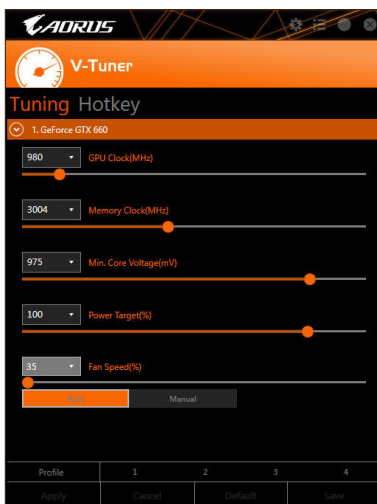 AORUS
V-Tuner
Tuning Hotkey
1. GeForce GTX 660
980 GPU Clock(MHz)
3004 Memory Clock(MHz)
975 Min. Core Voltage(mV)
100 Power Target(%)
35 Fan Speed(%)
Auto Manual
Profile 1 2 3 4
Apply Cancel Default Save